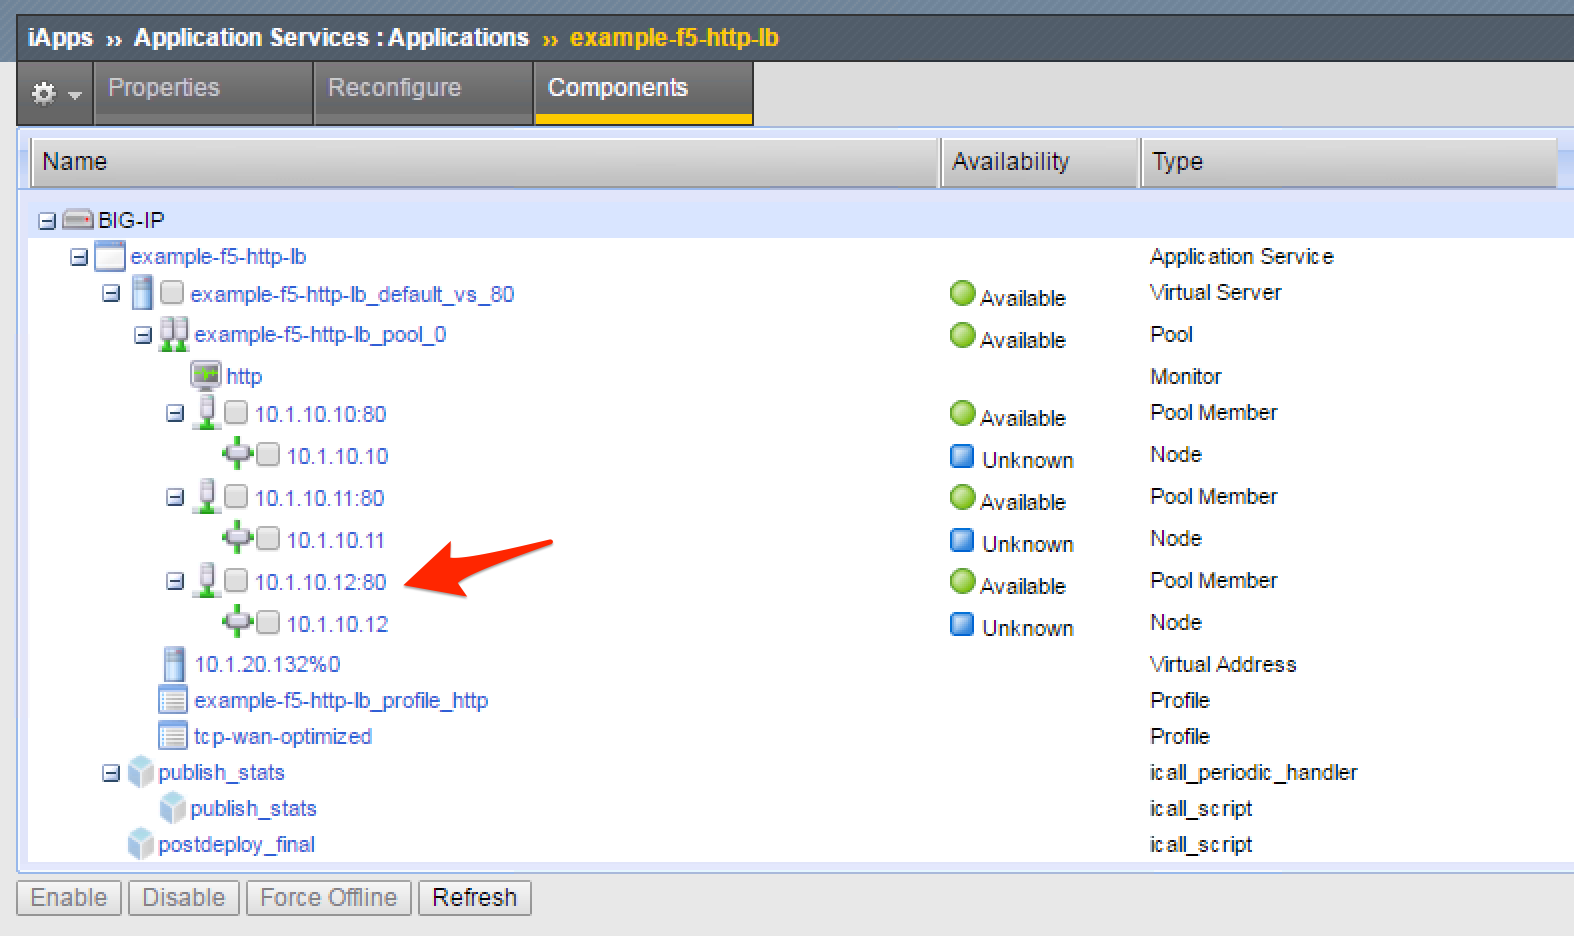 iApps ›› Application Services : Applications ›› example-f5-http-lb
Properties Reconfigure Components
Name Availability Type
BIG-IP
example-f5-http-lb Application Service
example-f5-http-lb_default_vs_80 Available Virtual Server
example-f5-http-lb_pool_0 Available Pool
http Monitor
10.1.10.10:80 Available Pool Member
10.1.10.10 Unknown Node
10.1.10.11:80 Available Pool Member
10.1.10.11 Unknown Node
10.1.10.12:80 Available Pool Member
10.1.10.12 Unknown Node
10.1.20.132%0 Virtual Address
example-f5-http-lb_profile_http Profile
tcp-wan-optimized Profile
publish_stats icall_periodic_handler
publish_stats icall_script
postdeploy_final icall_script
Enable Disable Force Offline Refresh